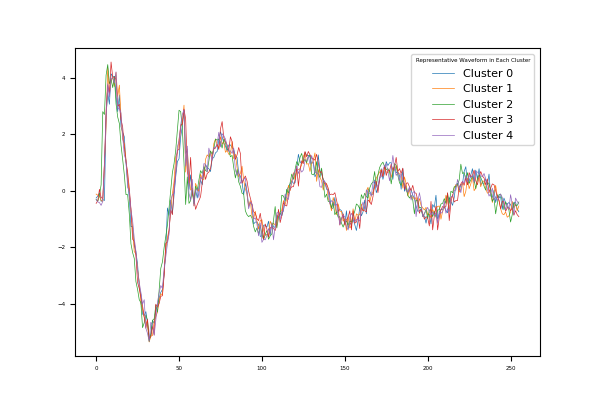 Representative Waveform in Each Cluster
Cluster 0
Cluster 1
Cluster 2
Cluster 3
Cluster 4
4
2
0
−2
−4
0 50 100 150 200 250